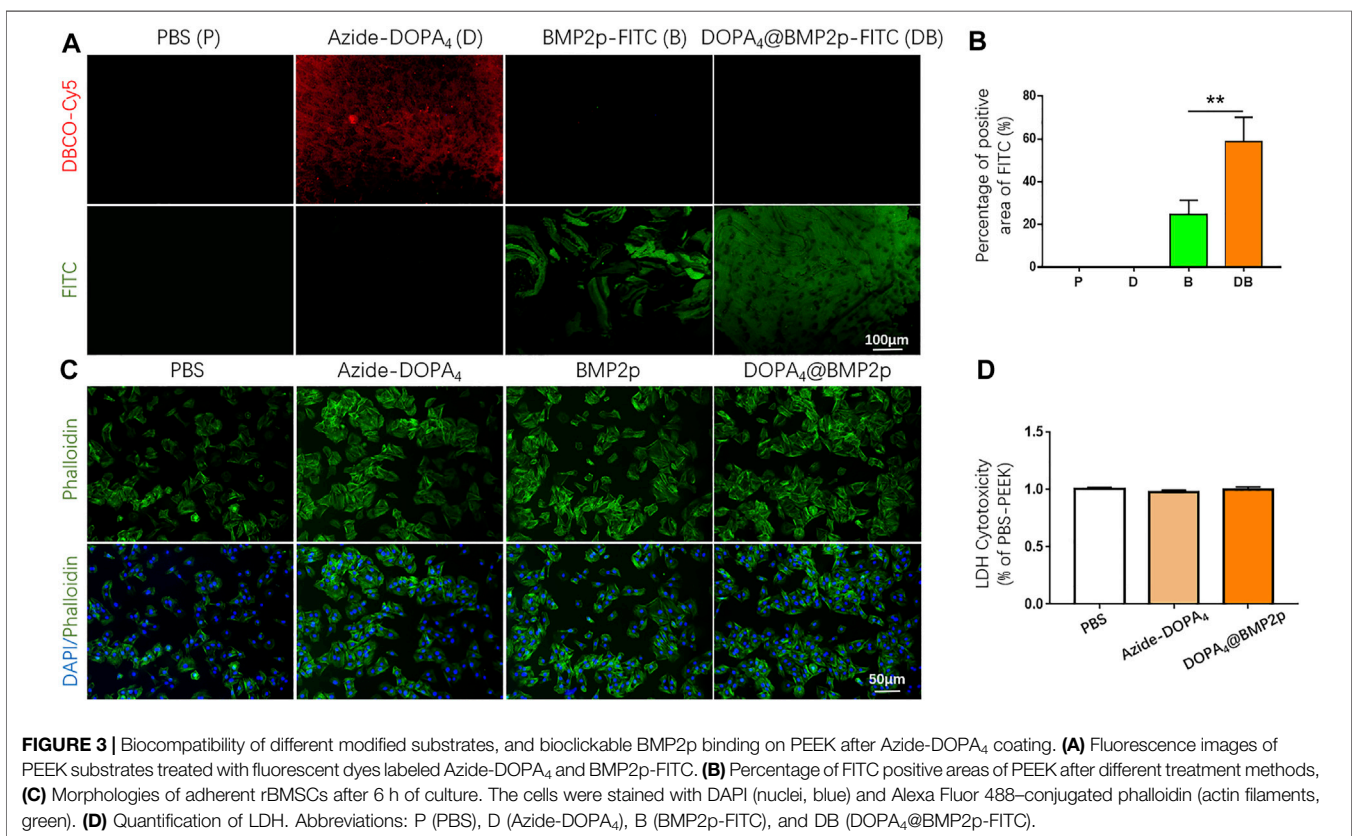 A
PBS (P)
Azide-DOPA₄ (D)
BMP2p-FITC (B)
DOPA₄@BMP2p-FITC (DB)
DBCO-Cy5
FITC
100μm
B
Percentage of positive
area of FITC (%)
80
60
40
20
0
**
P
D
B
DB
C
PBS
Azide-DOPA₄
BMP2p
DOPA₄@BMP2p
Phalloidin
DAPI/Phalloidin
50μm
D
LDH Cytotoxicity
(% of PBS-PEEK)
1.5
1.0
0.5
0.0
PBS
Azide-DOPA₄
DOPA₄@BMP2p
FIGURE 3 | Biocompatibility of different modified substrates, and bioclickable BMP2p binding on PEEK after Azide-DOPA₄ coating. (A) Fluorescence images of
PEEK substrates treated with fluorescent dyes labeled Azide-DOPA₄ and BMP2p-FITC. (B) Percentage of FITC positive areas of PEEK after different treatment methods,
(C) Morphologies of adherent rBMSCs after 6 h of culture. The cells were stained with DAPI (nuclei, blue) and Alexa Fluor 488–conjugated phalloidin (actin filaments,
green). (D) Quantification of LDH. Abbreviations: P (PBS), D (Azide-DOPA₄), B (BMP2p-FITC), and DB (DOPA₄@BMP2p-FITC).